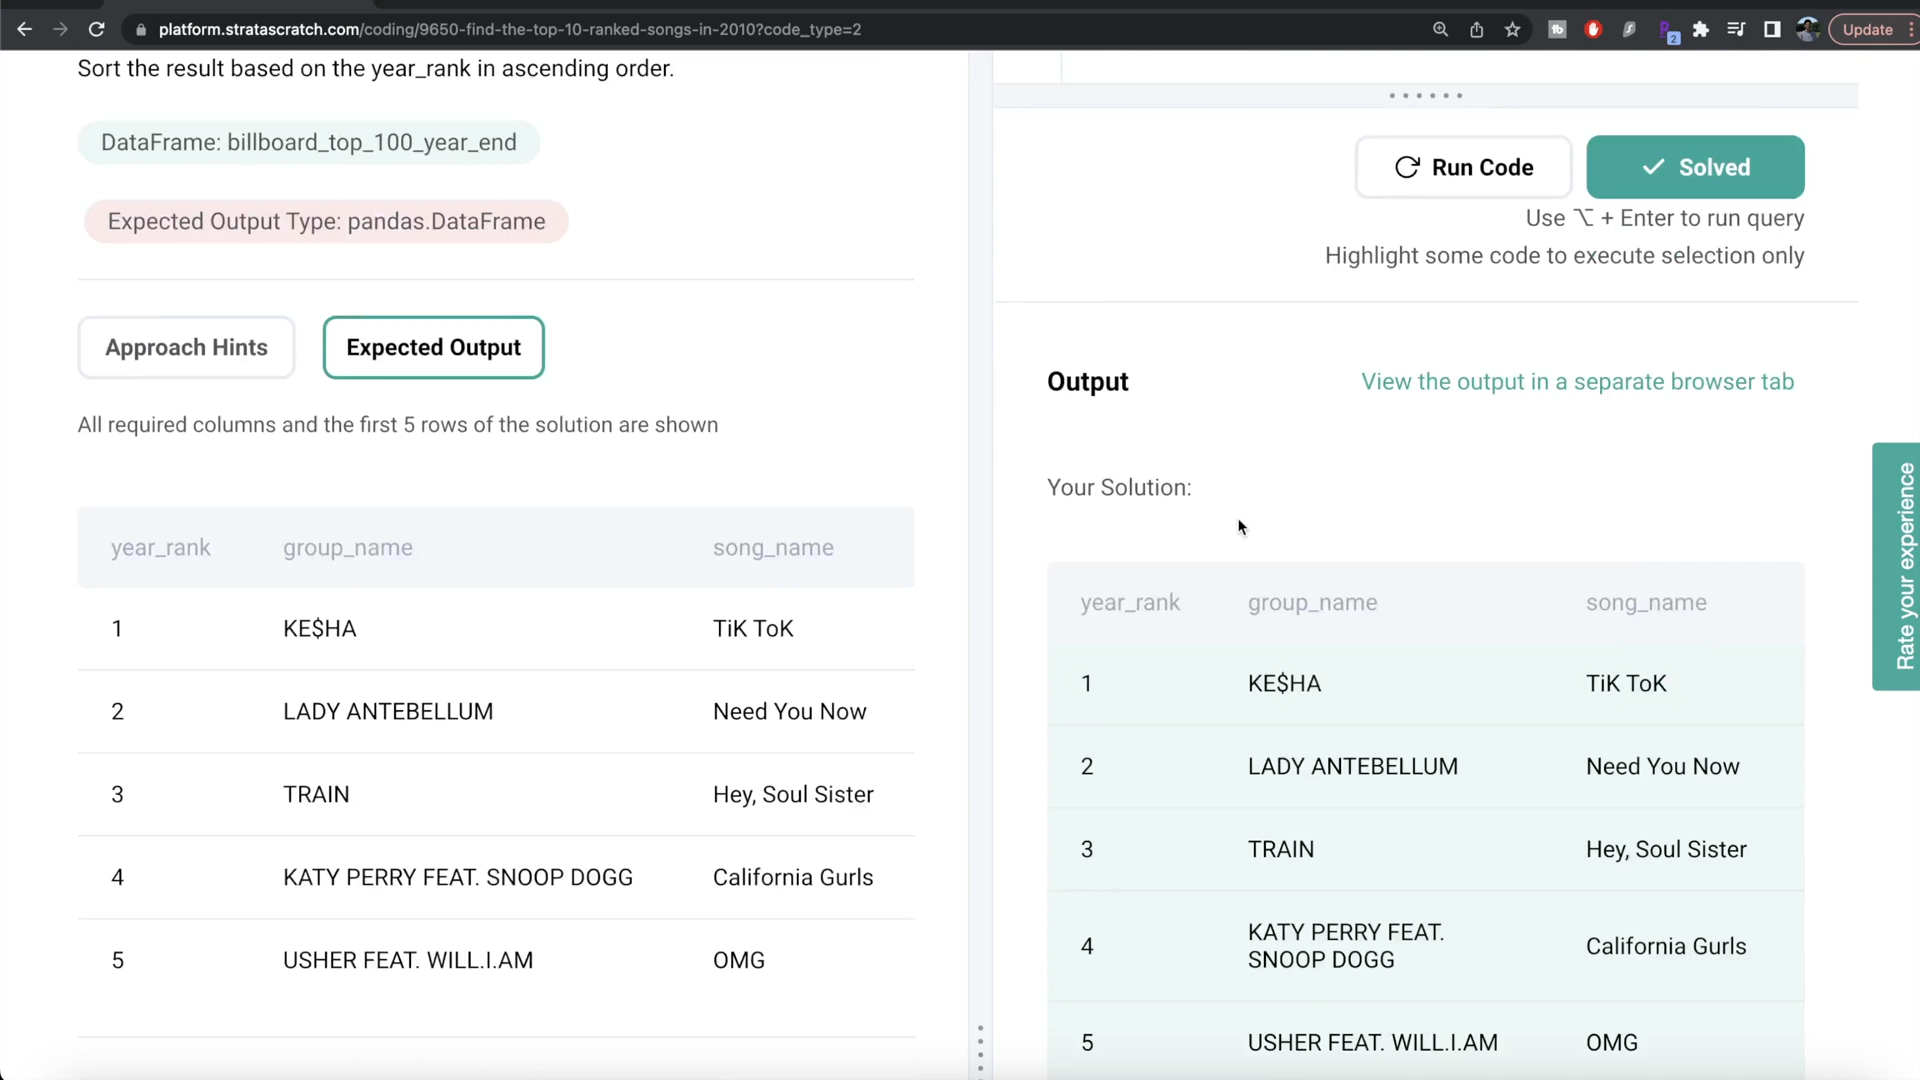 platform.stratascratch.com/coding/9650-find-the-top-10-ranked-songs-in-2010?code_type=2
2
Update
Sort the result based on the year_rank in ascending order.
DataFrame: billboard_top_100_year_end
Expected Output Type: pandas.DataFrame
Approach Hints
Expected Output
All required columns and the first 5 rows of the solution are shown
year_rank group_name song_name
1 KE$HA TiK ToK
2 LADY ANTEBELLUM Need You Now
3 TRAIN Hey, Soul Sister
4 KATY PERRY FEAT. SNOOP DOGG California Gurls
5 USHER FEAT. WILL.I.AM OMG
Run Code
Solved
Use ⌥ + Enter to run query
Highlight some code to execute selection only
Output
View the output in a separate browser tab
Your Solution:
year_rank group_name song_name
1 KE$HA TiK ToK
2 LADY ANTEBELLUM Need You Now
3 TRAIN Hey, Soul Sister
4 KATY PERRY FEAT. SNOOP DOGG California Gurls
5 USHER FEAT. WILL.I.AM OMG
Rate your experience